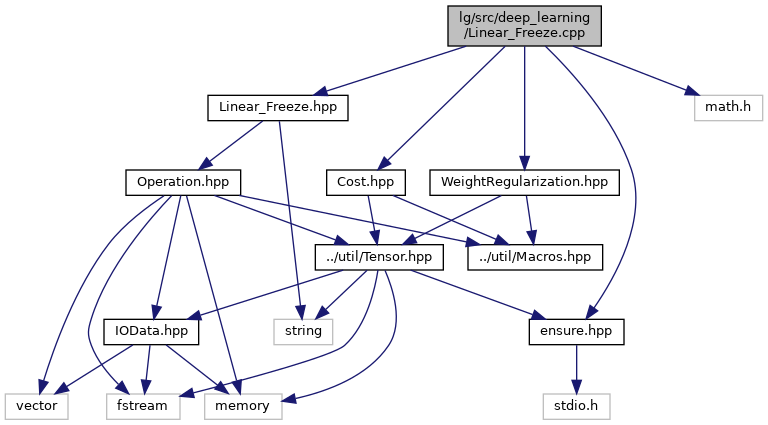 lg/src/deep_learning
/Linear_Freeze.cpp
Linear_Freeze.hpp
math.h
Operation.hpp
Cost.hpp
WeightRegularization.hpp
../util/Tensor.hpp
../util/Macros.hpp
IOData.hpp
string
ensure.hpp
vector
fstream
memory
stdio.h